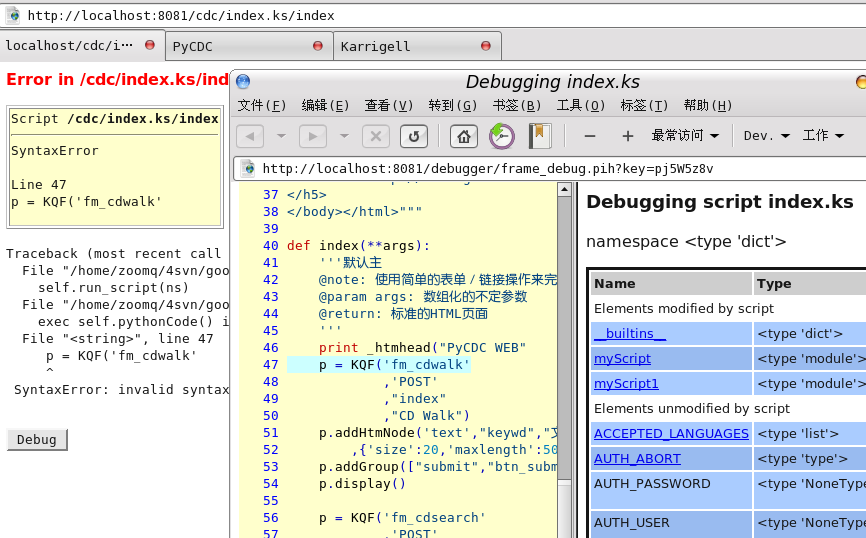 http://localhost:8081/cdc/index.ks/index
localhost/cdc/i⋯
PyCDC
Karrigell
Error in /cdc/index.ks/ind
Script /cdc/index.ks/index
SyntaxError
Line 47
p = KQF('fm_cdwalk'
Traceback (most recent call
File "/home/zoomq/4svn/goo
self.run_script(ns)
File "/home/zoomq/4svn/goo
exec self.pythonCode() i
File "<string>", line 47
p = KQF('fm_cdwalk'
^
SyntaxError: invalid syntax
Debug
Debugging index.ks
文件(F) 编辑(E) 查看(V) 转到(G) 书签(B) 工具(O) 标签(T) 帮助(H)
最常访问 Dev. 工作
http://localhost:8081/debugger/frame_debug.pih?key=pj5W5z8v
37 </h5>
38 </body></html>"""
39
40 def index(**args):
41 '''默认主
42 @note: 使用简单的表单/链接操作来完
43 @param args: 数组化的不定参数
44 @return: 标准的HTML页面
45 '''
46 print _htmhead("PyCDC WEB"
47 p = KQF('fm_cdwalk'
48 ,'POST'
49 ,"index"
50 ,"CD Walk")
51 p.addHtmNode('text',"keywd","
52 ,{'size':20,'maxlength':50
53 p.addGroup(["submit","btn_subm
54 p.display()
55
56 p = KQF('fm_cdsearch'
57 ,'POST'
Debugging script index.ks
namespace <type 'dict'>
Name Type
Elements modified by script
__builtins__ <type 'dict'>
myScript <type 'module'>
myScript1 <type 'module'>
Elements unmodified by script
ACCEPTED_LANGUAGES <type 'list'>
AUTH_ABORT <type 'type'>
AUTH_PASSWORD <type 'NoneType
AUTH_USER <type 'NoneType